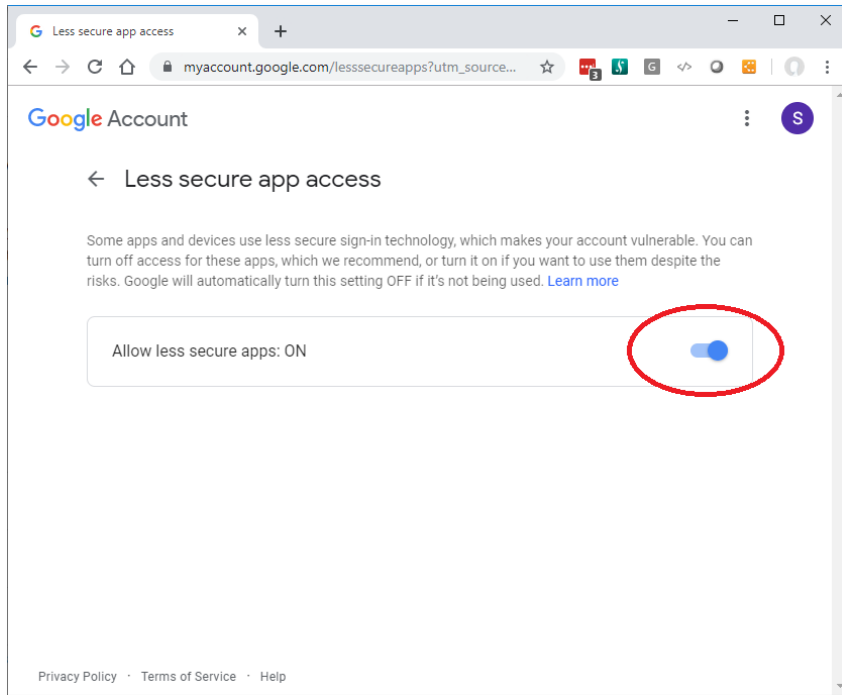 Less secure app access
myaccount.google.com/lesssecureapps?utm_source...
3
G
Google Account
S
Less secure app access
Some apps and devices use less secure sign-in technology, which makes your account vulnerable. You can
turn off access for these apps, which we recommend, or turn it on if you want to use them despite the
risks. Google will automatically turn this setting OFF if it's not being used. Learn more
Allow less secure apps: ON
Privacy Policy · Terms of Service · Help